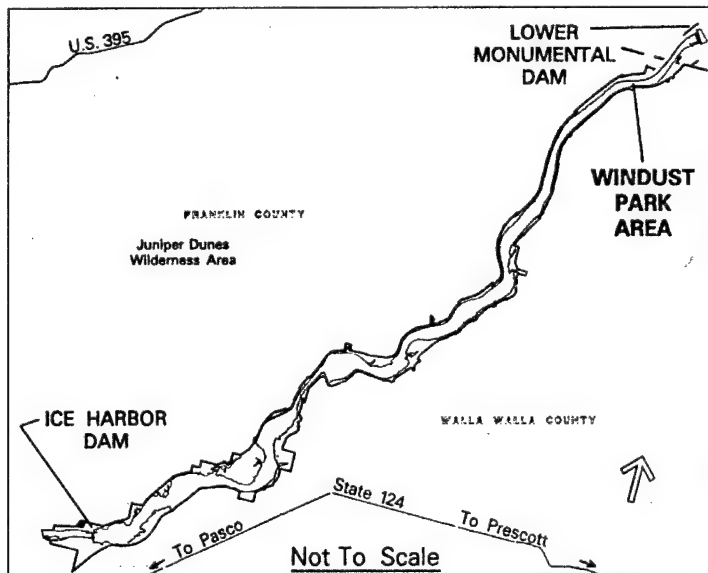 U.S. 395
LOWER
MONUMENTAL
DAM
WINDUST
PARK
AREA
FRANKLIN COUNTY
Juniper Dunes
Wilderness Area
ICE HARBOR
DAM
WALLA WALLA COUNTY
State 124
To Pasco
To Prescott
Not To Scale